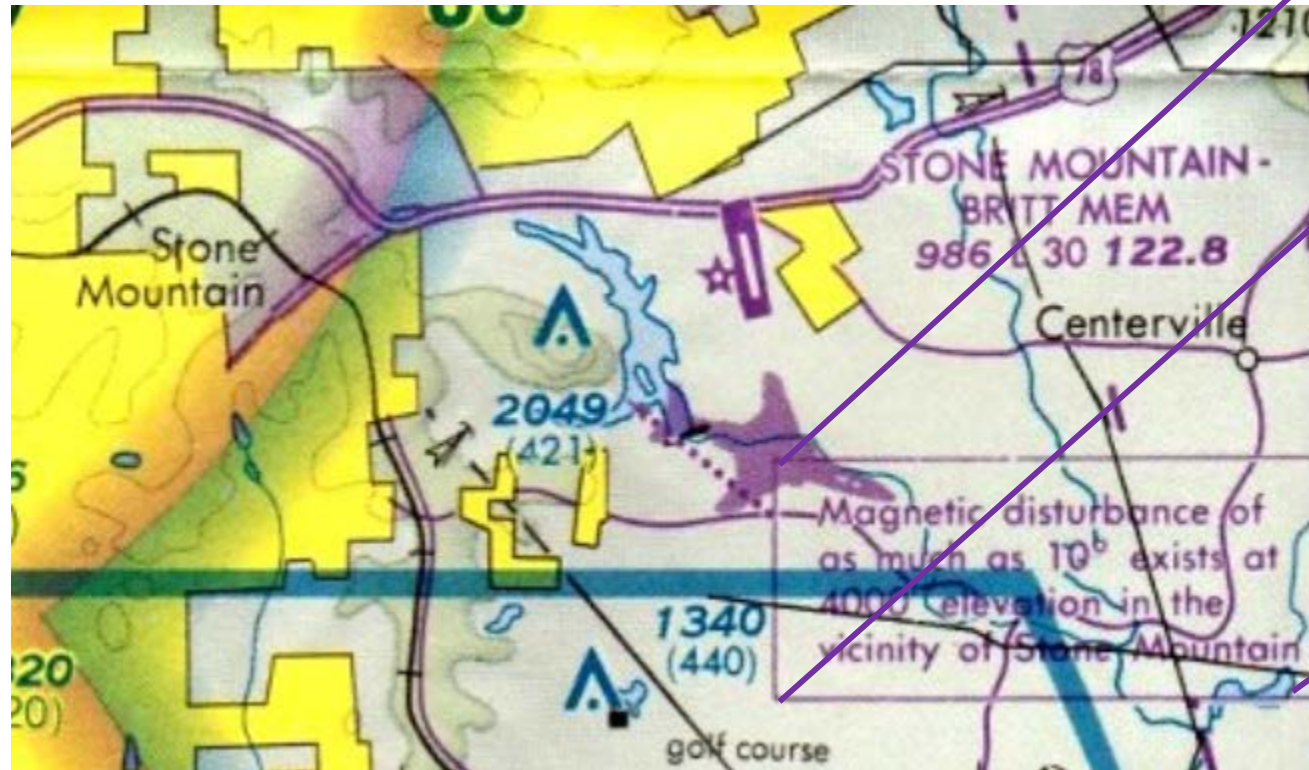 78
STONE MOUNTAIN -
BRITT MEM
986 L 30 122.8
Stone
Mountain
Centerville
2049
(421)
Magnetic disturbance of
as much as 10° exists at
4000' elevation in the
vicinity of Stone Mountain
1340
(440)
20)
golf course